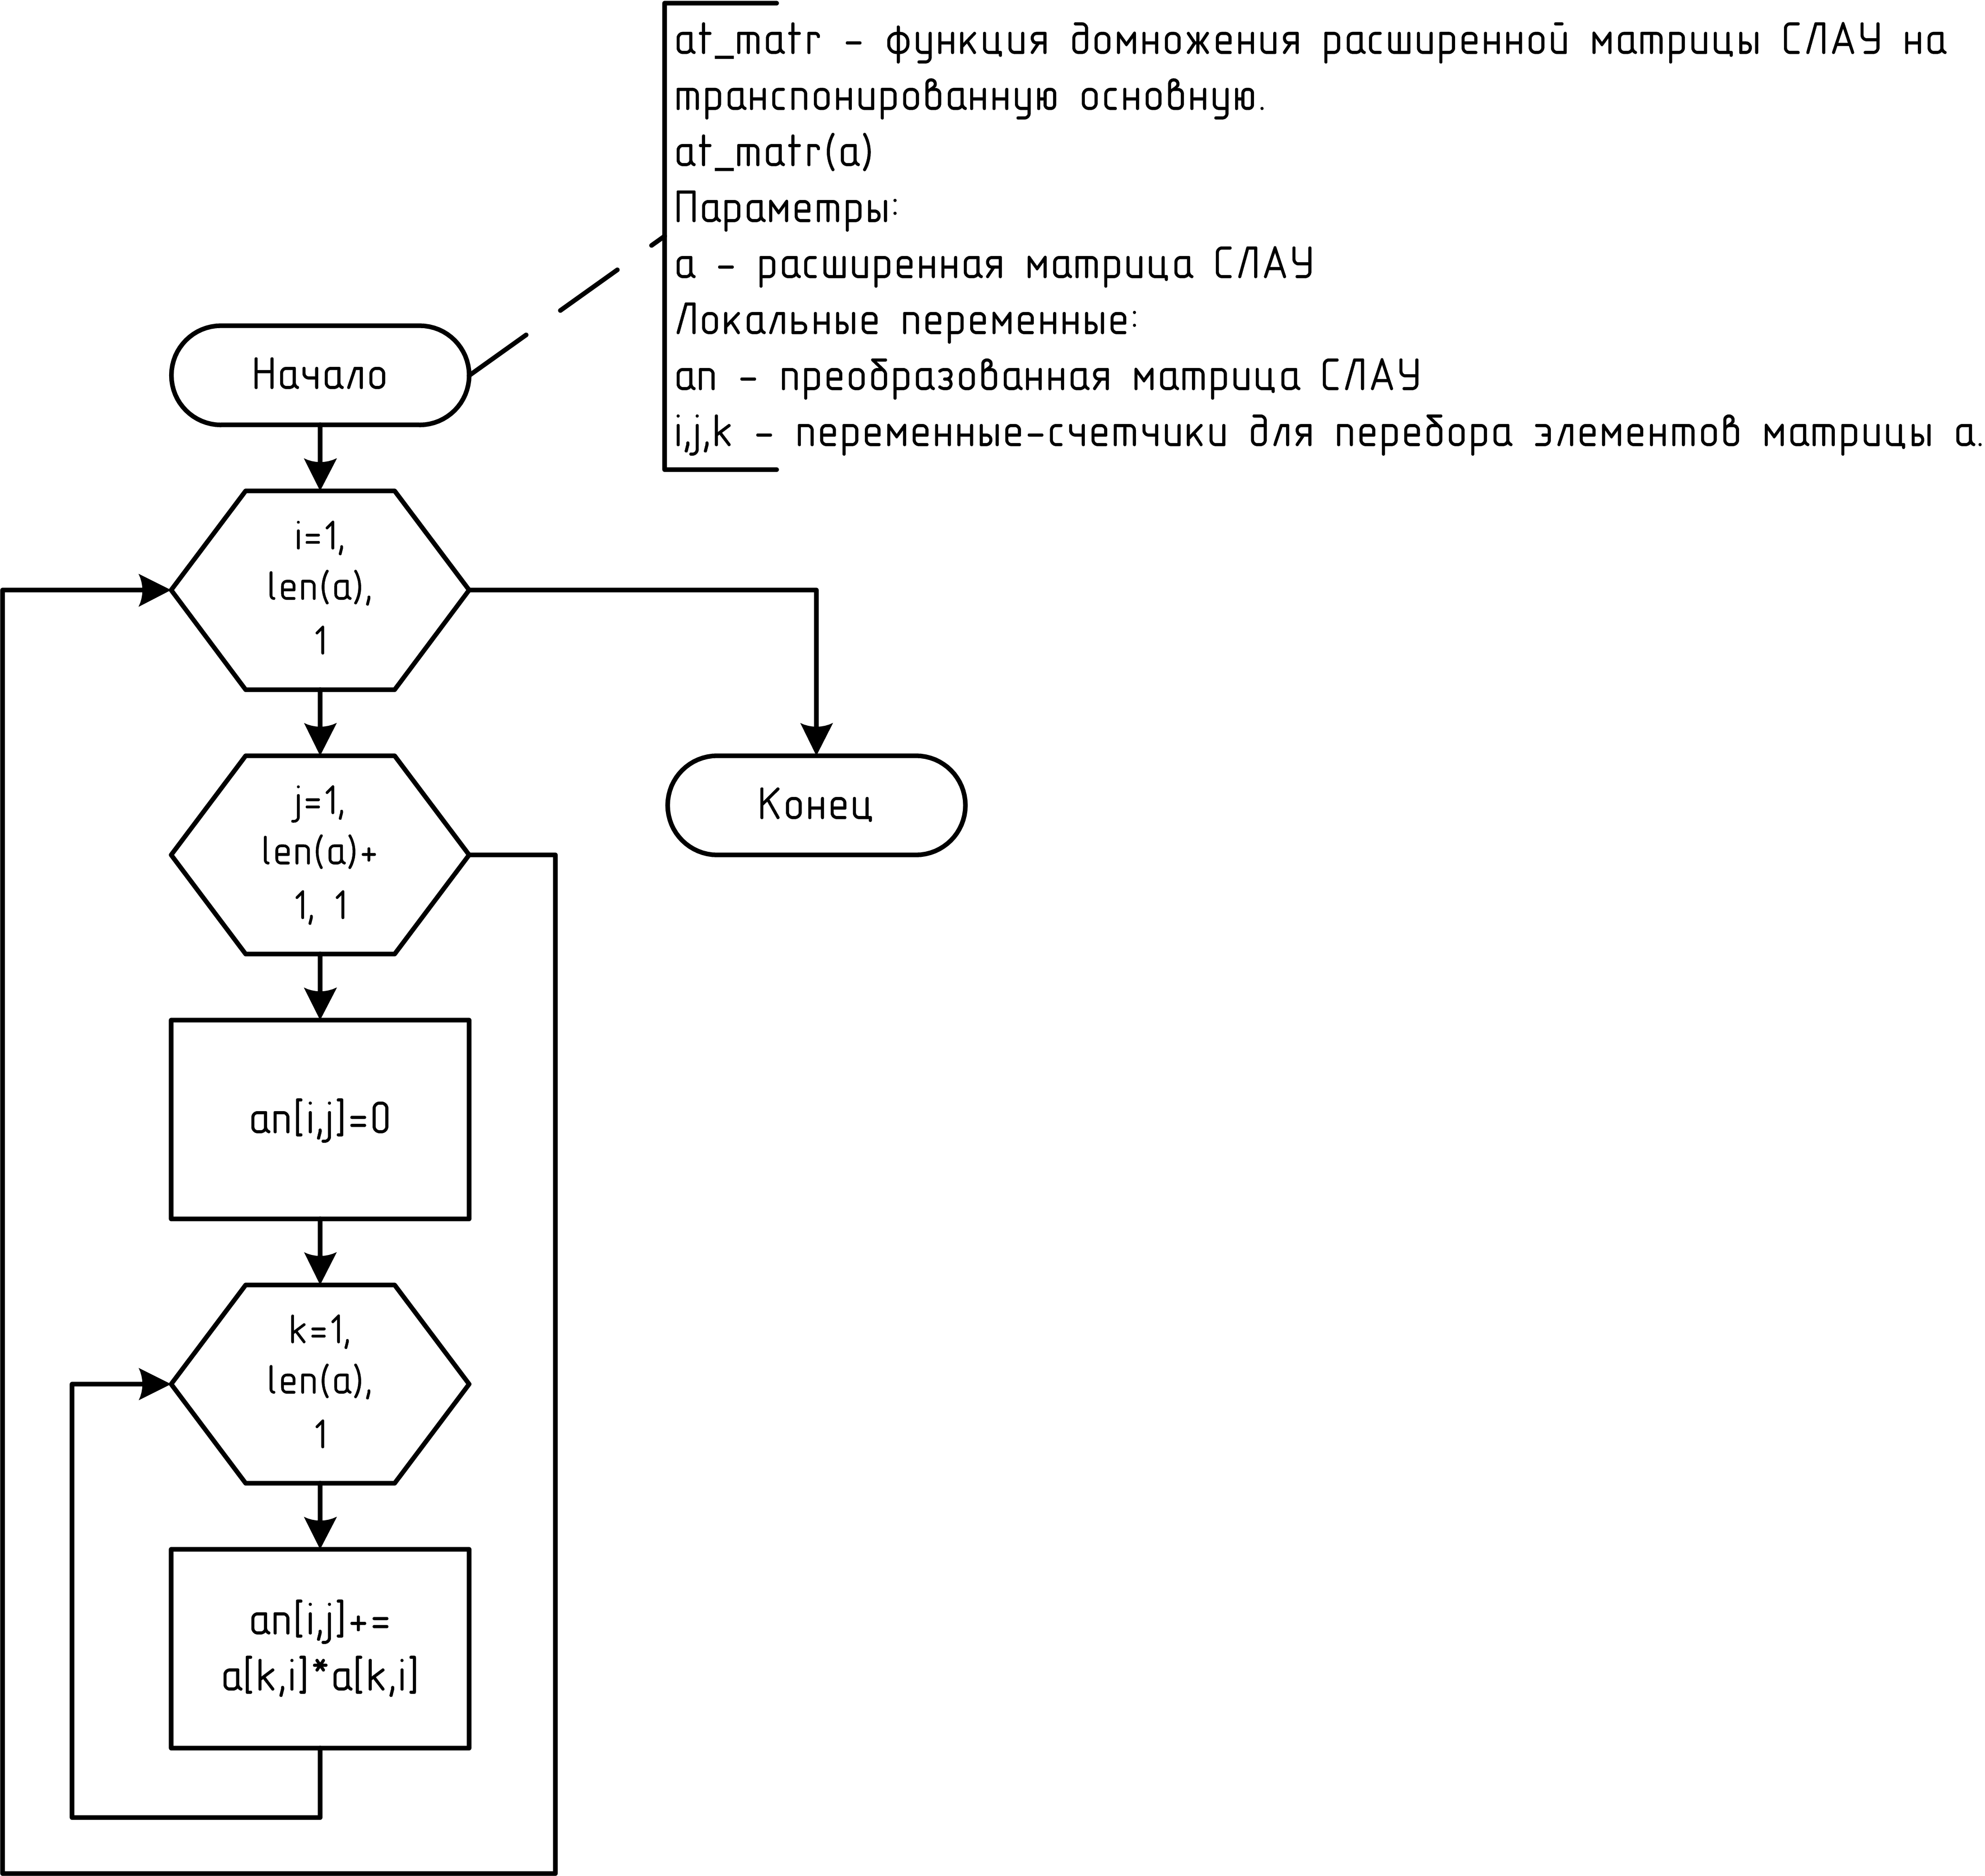 at_matr – функция домножения расширенной матрицы СЛАУ на
транспонированную основную.
at_matr(a)
Параметры:
a – расширенная матрица СЛАУ
Локальные переменные:
an – преобразованная матрица СЛАУ
i,j,k – переменные-счетчики для перебора элементов матрицы a.
Начало
i=1,
len(a),
1
j=1,
len(a)+
1, 1
Конец
an[i,j]=0
k=1,
len(a),
1
an[i,j]+=
a[k,i]*a[k,i]